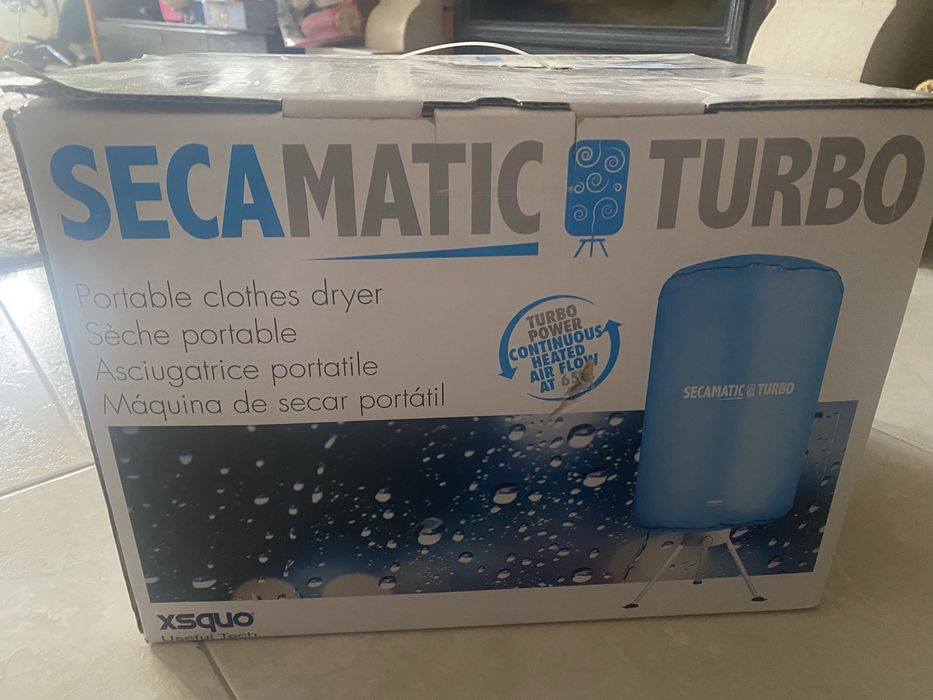 SECAMATIC TURBO
Portable clothes dryer
Sèche portable
Asciugatrice portatile
Máquina de secar portátil
TURBO
POWER
CONTINUOUS
HEATED
AIR FLOW
AT
SECAMATIC TURBO
xsquo
Useful Tech